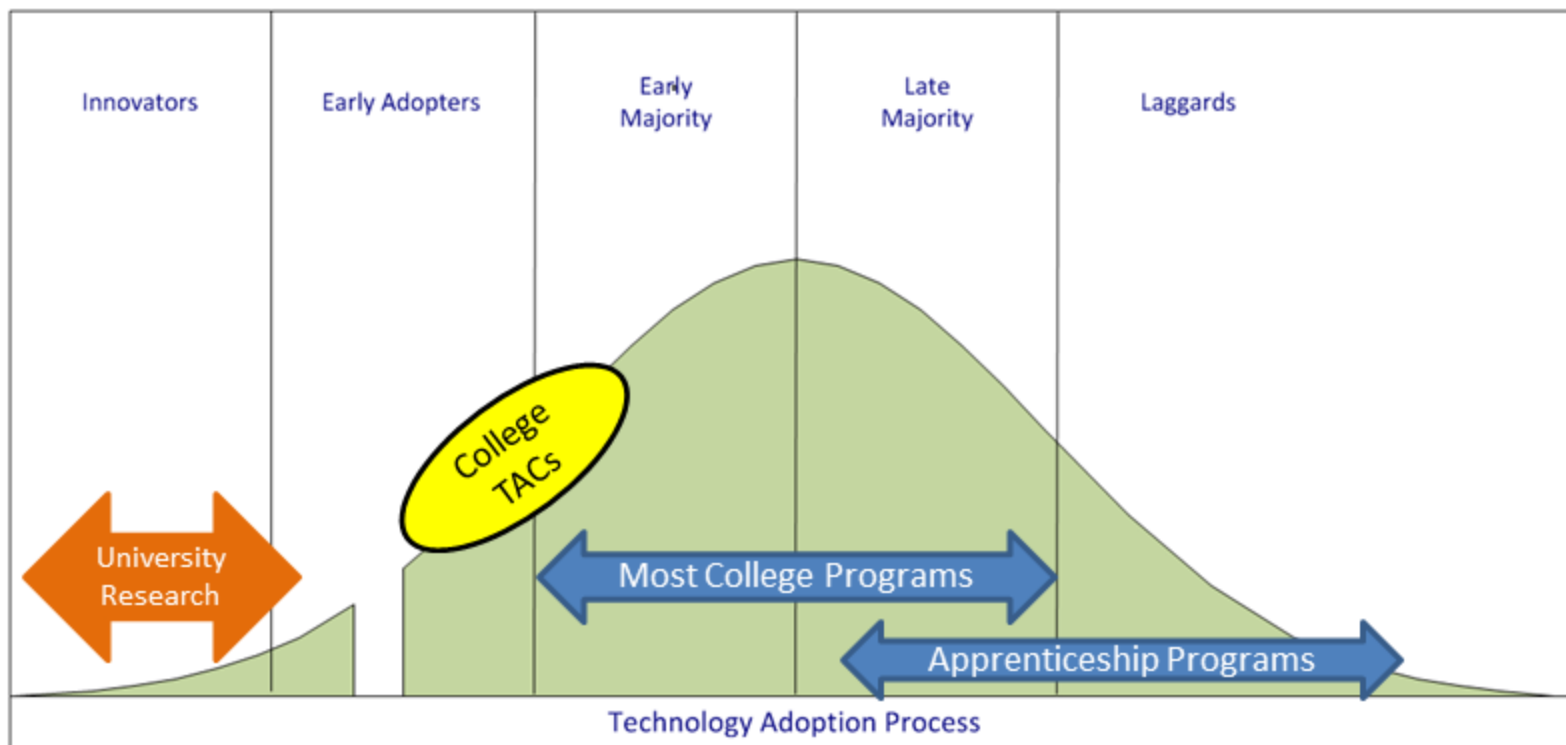 Innovators
Early Adopters
Early
Majority
Late
Majority
Laggards
College
TACs
University
Research
Most College Programs
Apprenticeship Programs
Technology Adoption Process